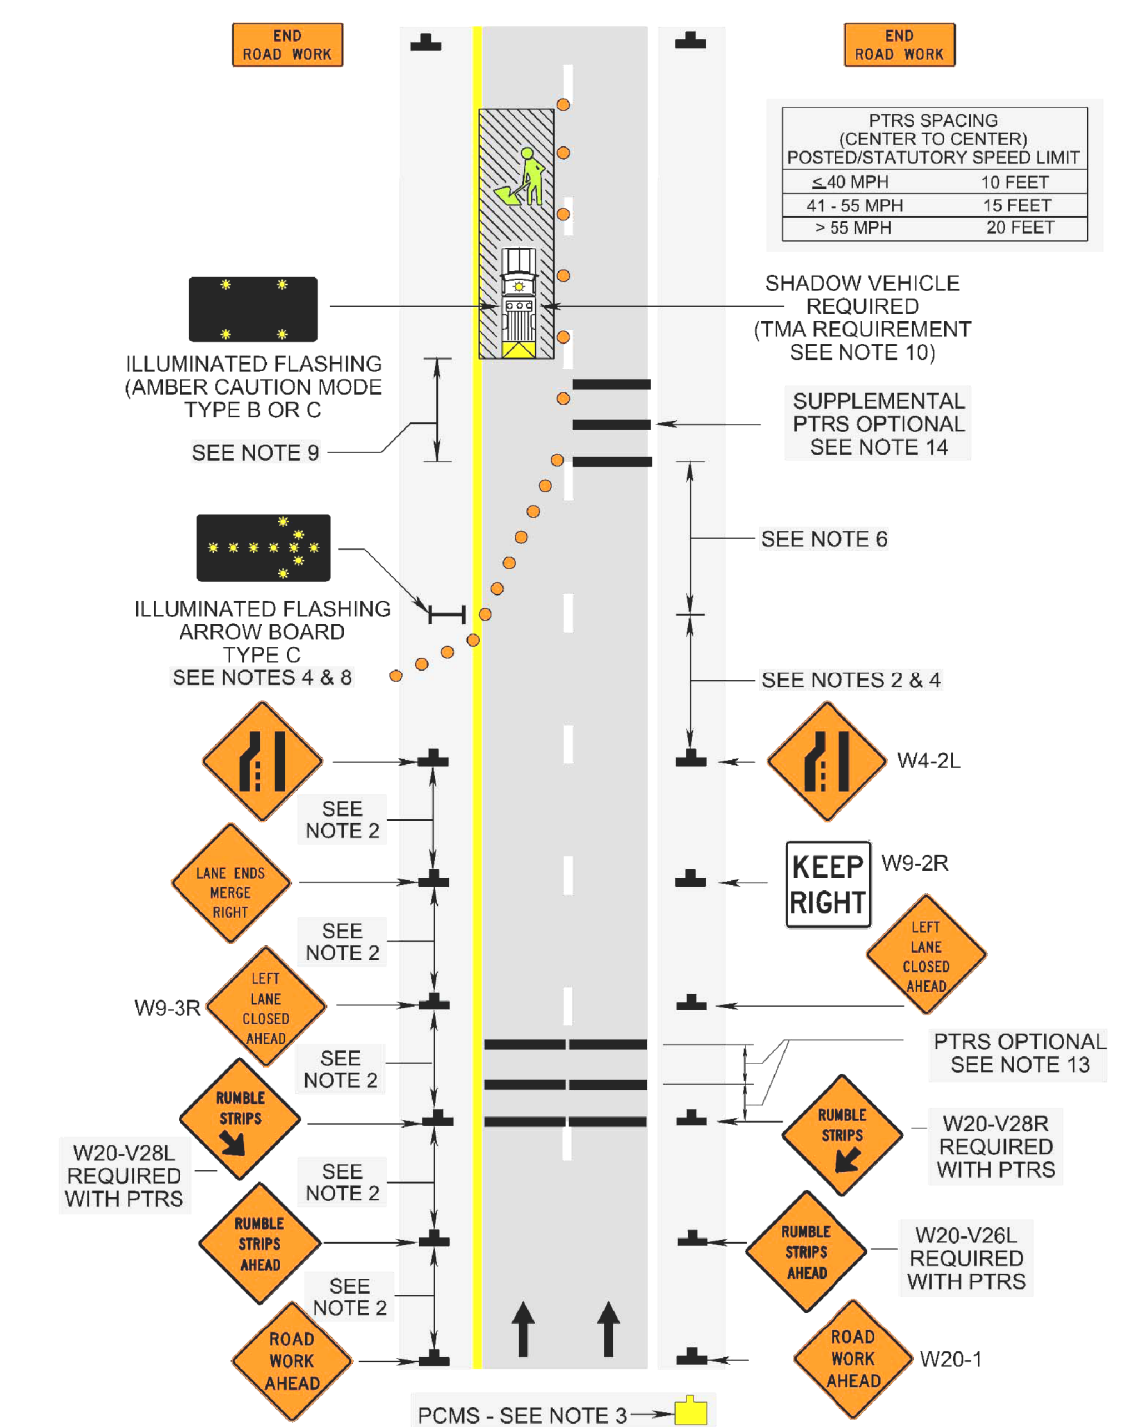 END
ROAD WORK
END
ROAD WORK
PTRS SPACING
(CENTER TO CENTER)
POSTED/STATUTORY SPEED LIMIT
≤40 MPH 10 FEET
41 - 55 MPH 15 FEET
> 55 MPH 20 FEET
SHADOW VEHICLE
REQUIRED
(TMA REQUIREMENT
SEE NOTE 10)
ILLUMINATED FLASHING
(AMBER CAUTION MODE
TYPE B OR C
SEE NOTE 9
SUPPLEMENTAL
PTRS OPTIONAL
SEE NOTE 14
SEE NOTE 6
ILLUMINATED FLASHING
ARROW BOARD
TYPE C
SEE NOTES 4 & 8
SEE NOTES 2 & 4
W4-2L
SEE
NOTE 2
LANE ENDS
MERGE
RIGHT
KEEP
RIGHT
W9-2R
SEE
NOTE 2
LEFT
LANE
CLOSED
AHEAD
W9-3R
LEFT
LANE
CLOSED
AHEAD
SEE
NOTE 2
PTRS OPTIONAL
SEE NOTE 13
RUMBLE
STRIPS
RUMBLE
STRIPS
W20-V28L
REQUIRED
WITH PTRS
SEE
NOTE 2
W20-V28R
REQUIRED
WITH PTRS
RUMBLE
STRIPS
AHEAD
RUMBLE
STRIPS
AHEAD
W20-V26L
REQUIRED
WITH PTRS
SEE
NOTE 2
ROAD
WORK
AHEAD
ROAD
WORK
AHEAD
W20-1
PCMS - SEE NOTE 3